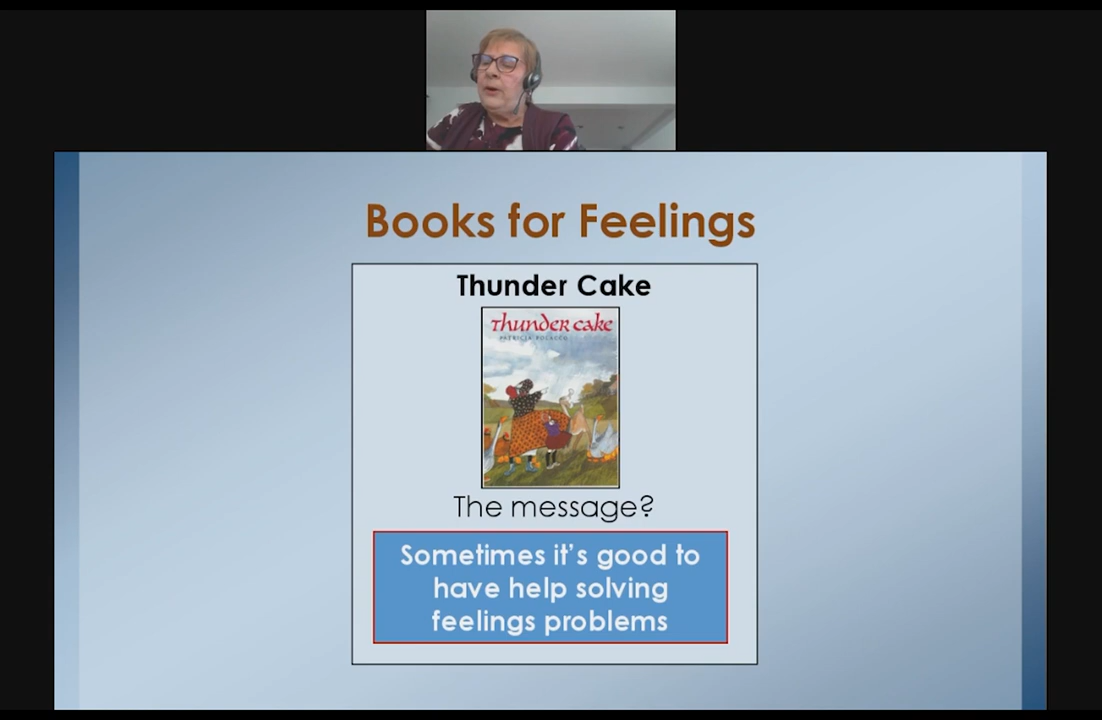 Books for Feelings
Thunder Cake
thunder cake
PATRICIA POLACCO
The message?
Sometimes it's good to
have help solving
feelings problems